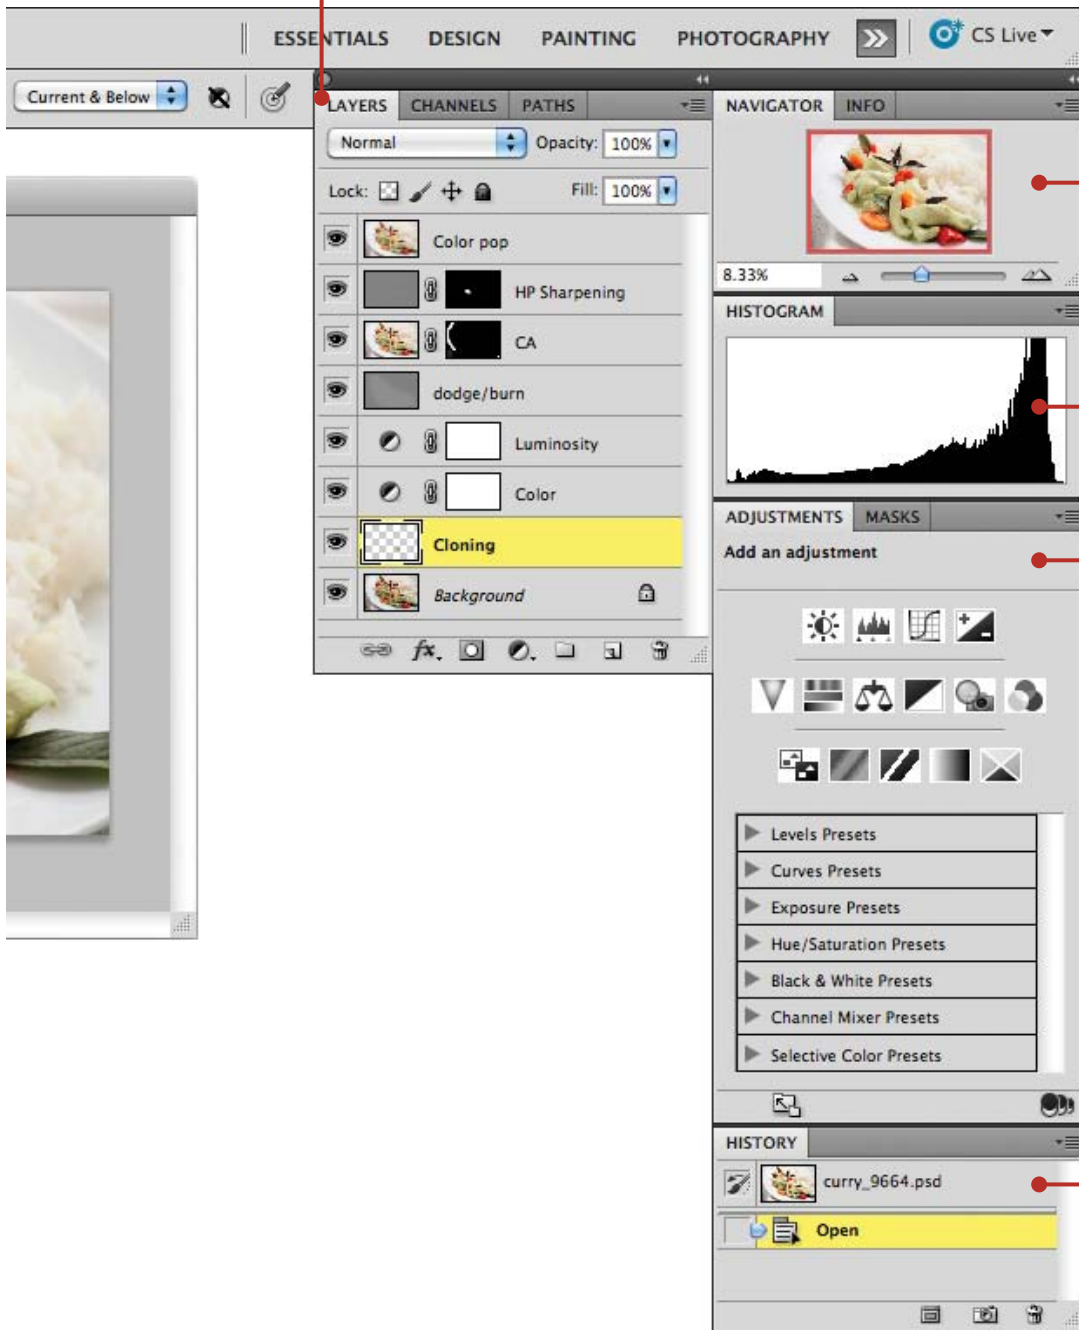 ESSENTIALS DESIGN PAINTING PHOTOGRAPHY CS Live
Current & Below
LAYERS CHANNELS PATHS
Normal Opacity: 100%
Lock: Fill: 100%
Color pop
HP Sharpening
CA
dodge/burn
Luminosity
Color
Cloning
Background
fx.
NAVIGATOR INFO
8.33%
HISTOGRAM
ADJUSTMENTS MASKS
Add an adjustment
Levels Presets
Curves Presets
Exposure Presets
Hue/Saturation Presets
Black & White Presets
Channel Mixer Presets
Selective Color Presets
HISTORY
curry_9664.psd
Open